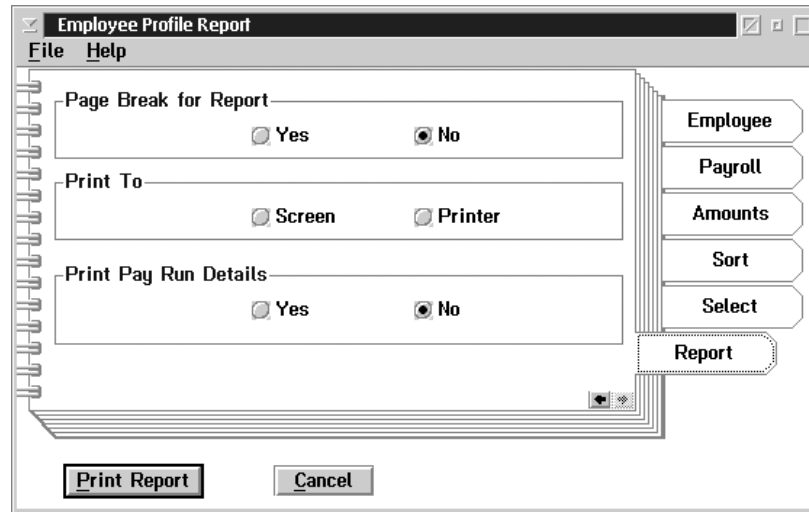 Employee Profile Report
File Help
Page Break for Report
Yes No
Print To
Screen Printer
Print Pay Run Details
Yes No
Employee
Payroll
Amounts
Sort
Select
Report
Print Report Cancel